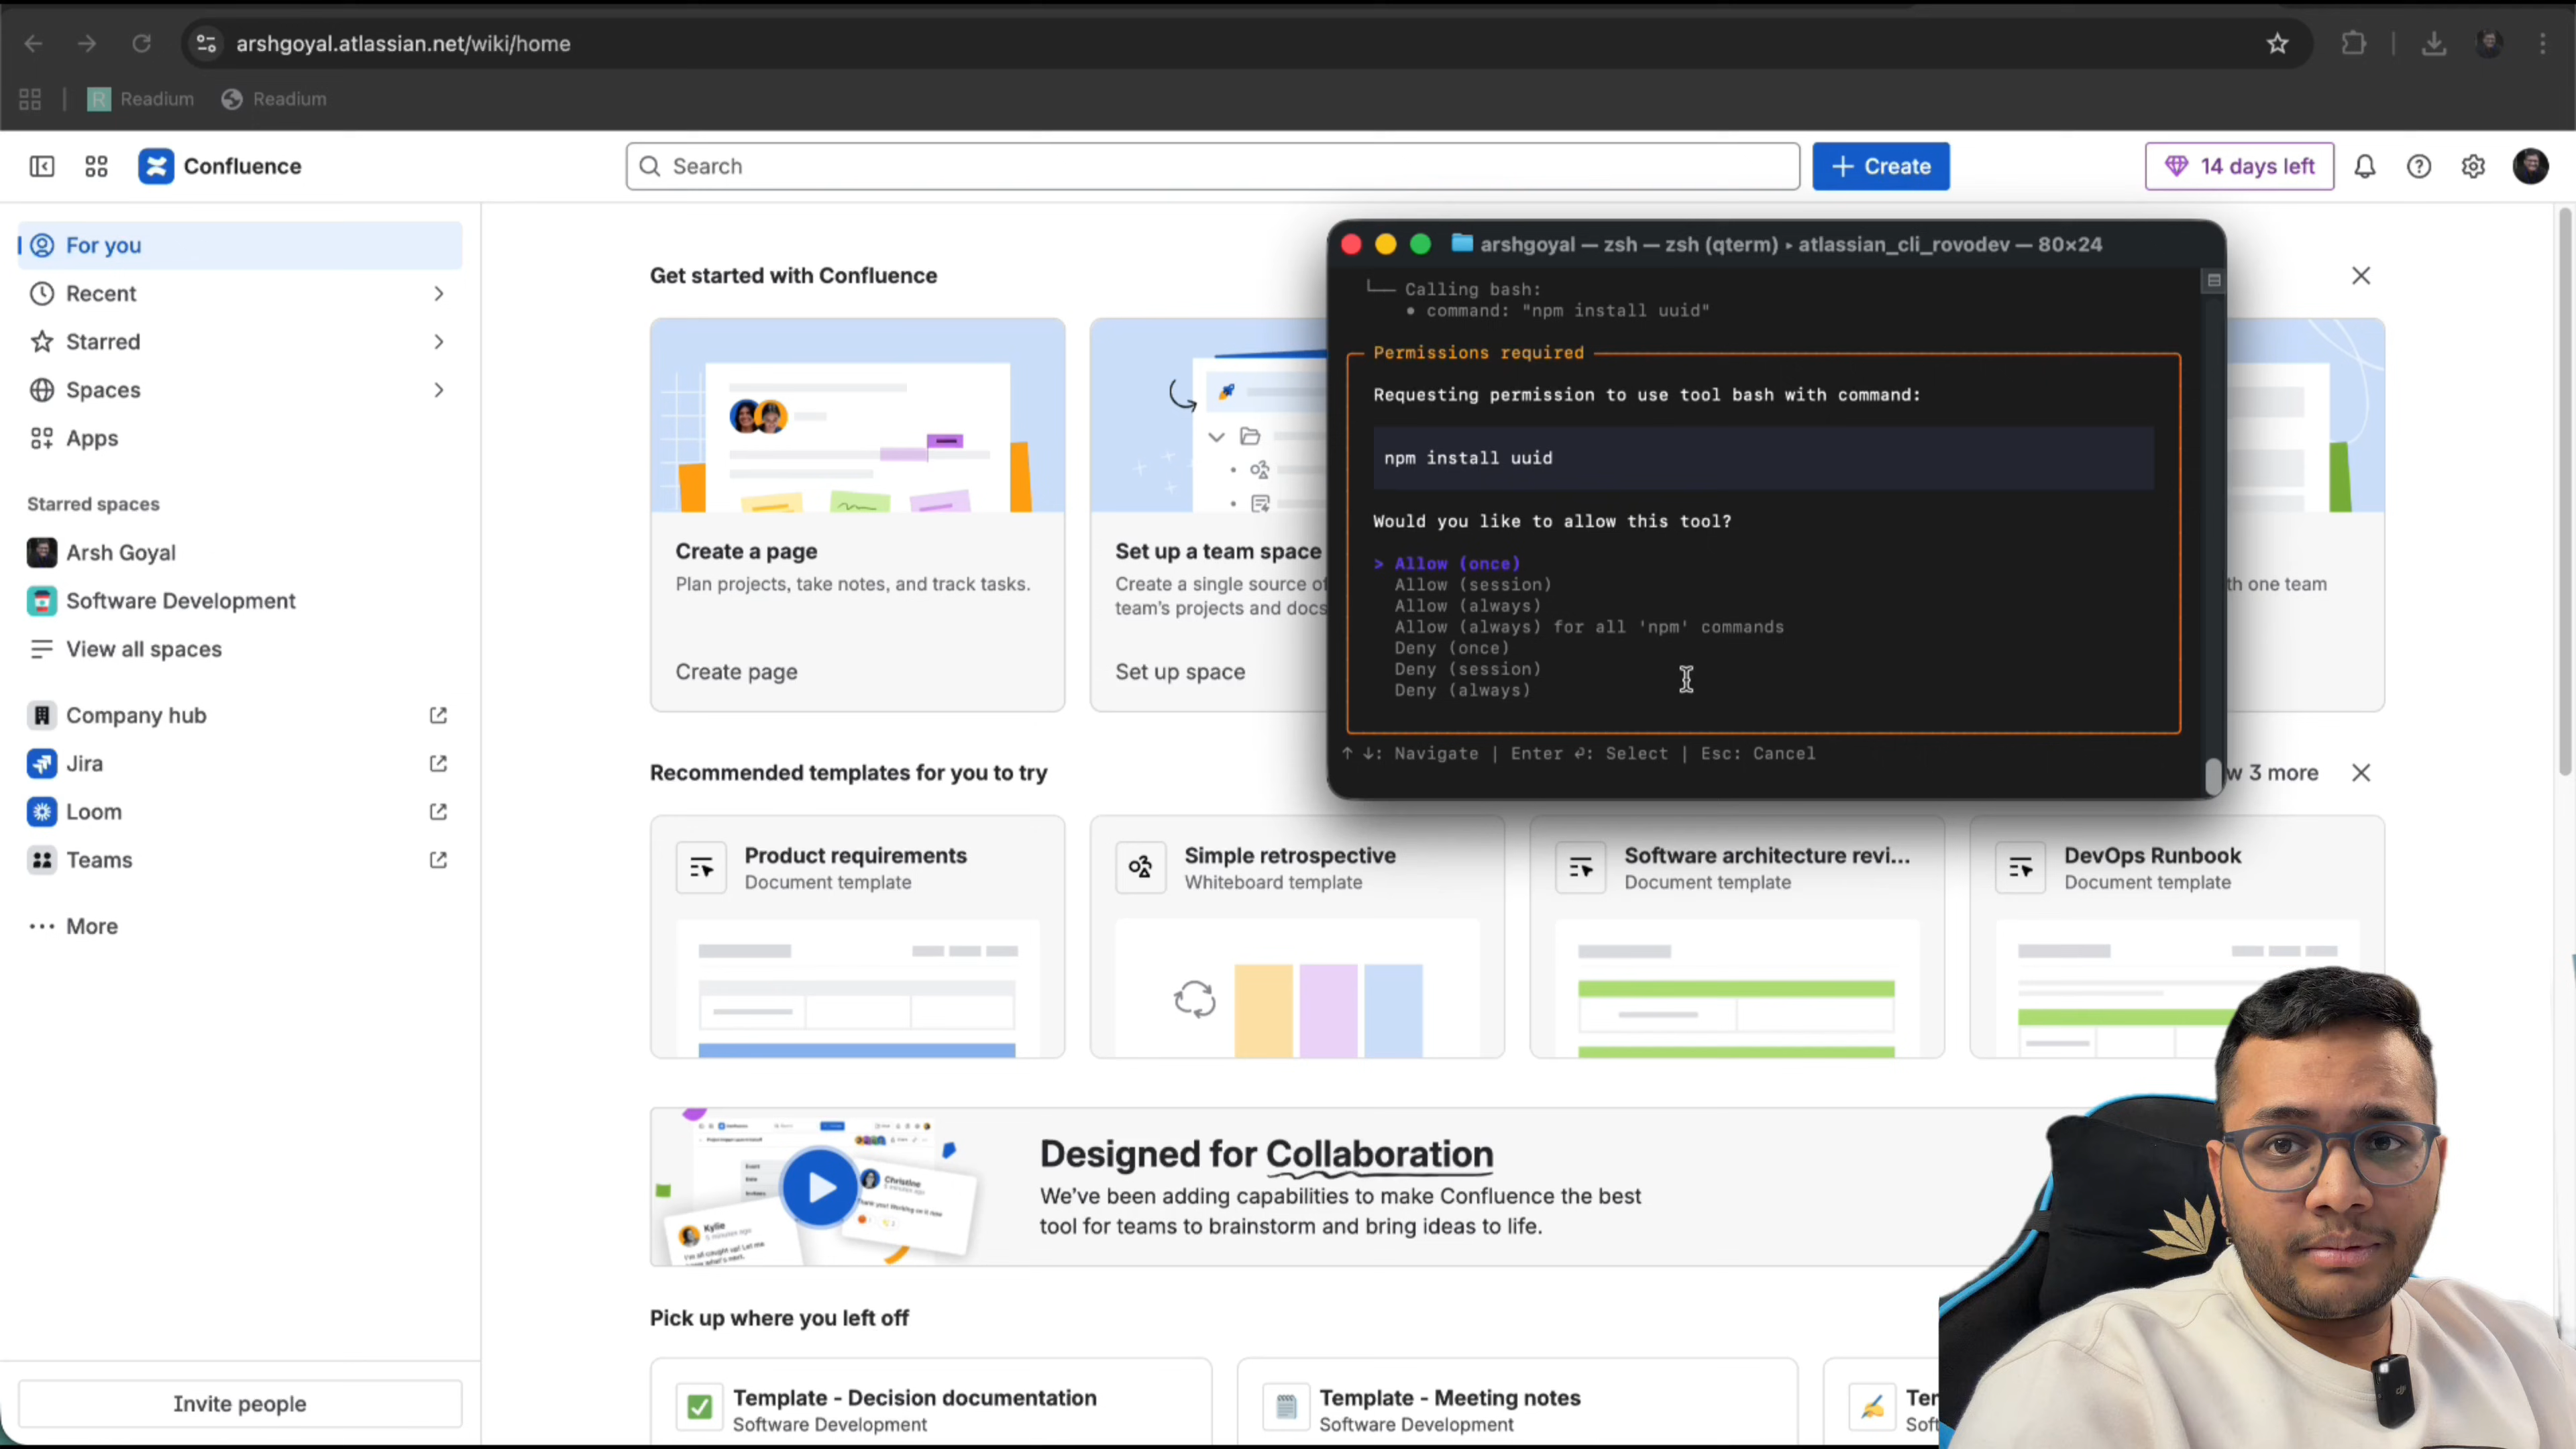 arshgoyal.atlassian.net/wiki/home
R Readium
Readium
Confluence
Search
+ Create
14 days left
For you
Recent
Starred
Spaces
Apps
Starred spaces
Arsh Goyal
Software Development
View all spaces
Company hub
Jira
Loom
Teams
More
Invite people
Get started with Confluence
Create a page
Plan projects, take notes, and track tasks.
Create page
Set up a team space
Create a single source of
team's projects and docs
Set up space
th one team
arshgoyal — zsh — zsh (qterm) ▸ atlassian_cli_rovodev — 80×24
└── Calling bash:
• command: "npm install uuid"
Permissions required
Requesting permission to use tool bash with command:
npm install uuid
Would you like to allow this tool?
> Allow (once)
Allow (session)
Allow (always)
Allow (always) for all 'npm' commands
Deny (once)
Deny (session)
Deny (always)
↑ ↓: Navigate | Enter ↵: Select | Esc: Cancel
Recommended templates for you to try
w 3 more
Product requirements
Document template
Simple retrospective
Whiteboard template
Software architecture revi...
Document template
DevOps Runbook
Document template
Christine
Kylie
Designed for Collaboration
We've been adding capabilities to make Confluence the best
tool for teams to brainstorm and bring ideas to life.
Pick up where you left off
Template - Decision documentation
Software Development
Template - Meeting notes
Software Development
Ter
Soft